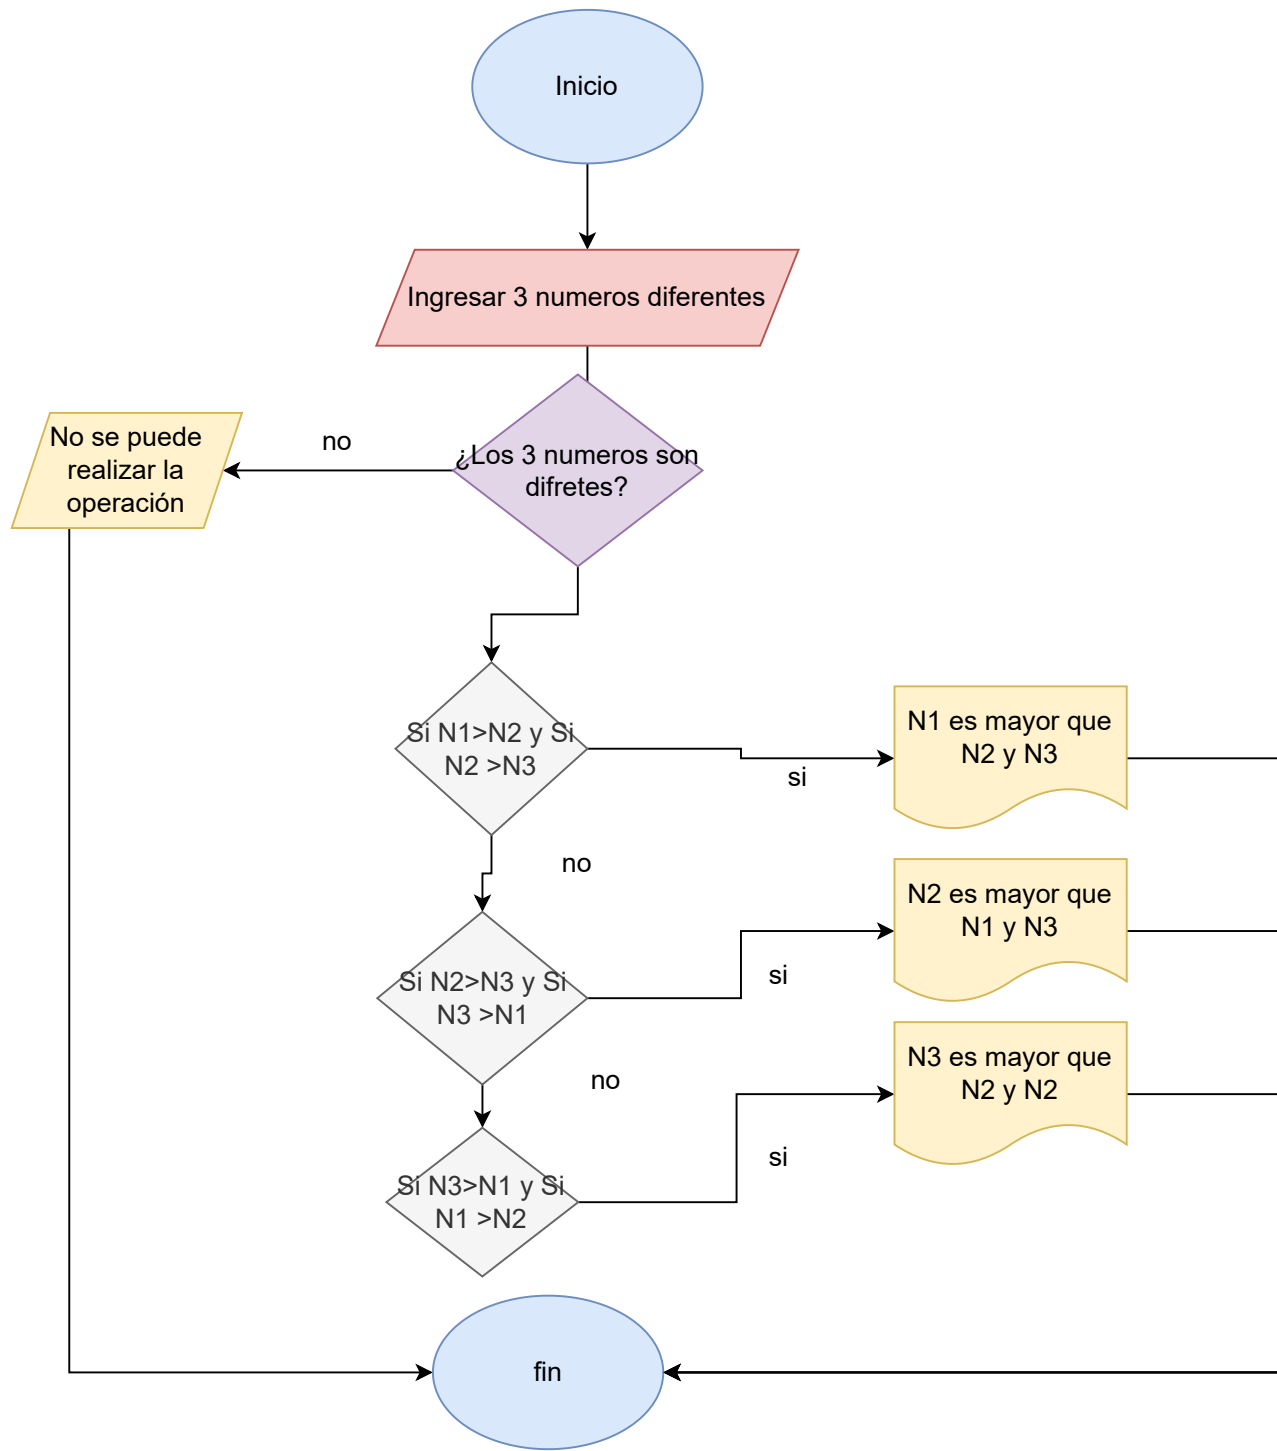 Inicio
Ingresar 3 numeros diferentes
No se puede
realizar la
operación
no
¿Los 3 numeros son
difretes?
Si N1>N2 y Si
N2 >N3
si
N1 es mayor que
N2 y N3
no
N2 es mayor que
N1 y N3
Si N2>N3 y Si
N3 >N1
si
N3 es mayor que
N2 y N2
no
si
Si N3>N1 y Si
N1 >N2
fin